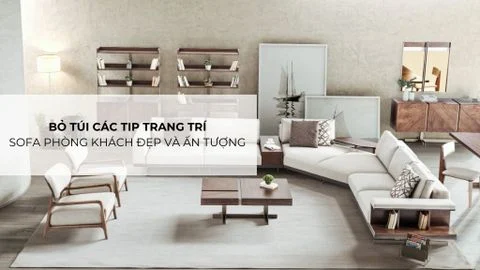 BỎ TÚI CÁC TIP TRANG TRÍ
SOFA PHÒNG KHÁCH ĐẸP VÀ ẤN TƯỢNG